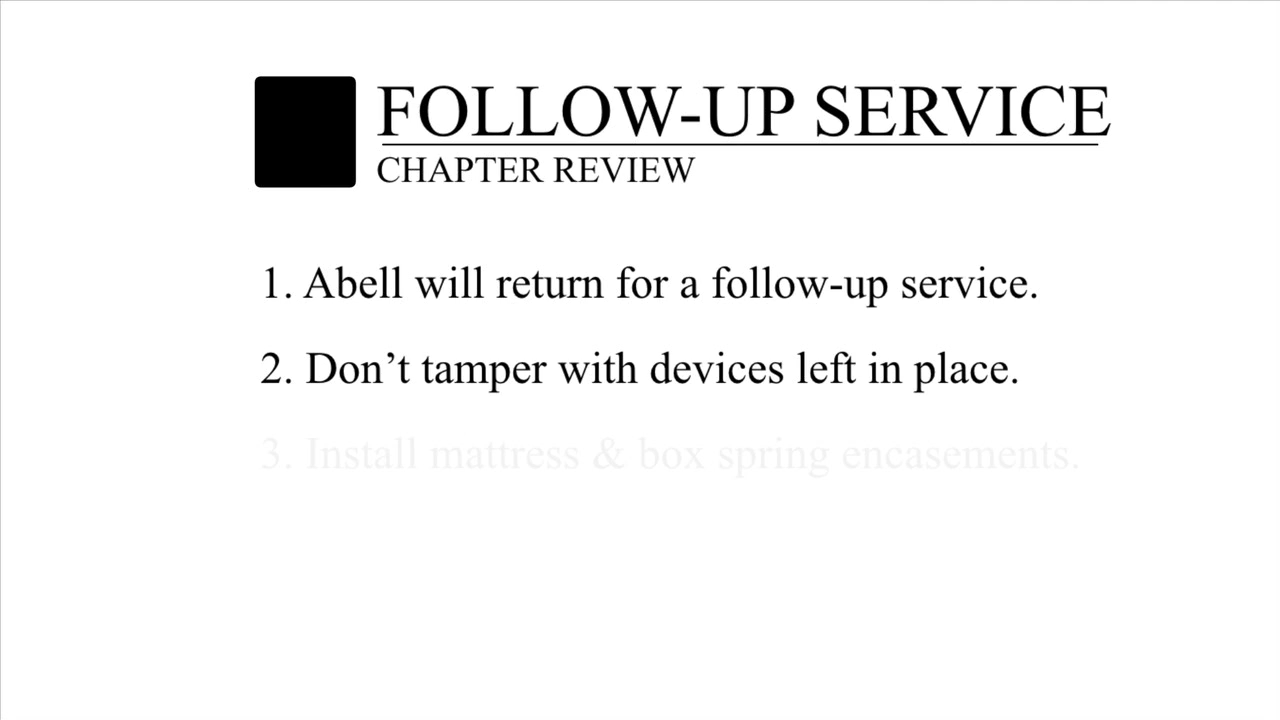 FOLLOW-UP SERVICE
CHAPTER REVIEW
1. Abell will return for a follow-up service.
2. Don’t tamper with devices left in place.
3. Install mattress & box spring encasements.